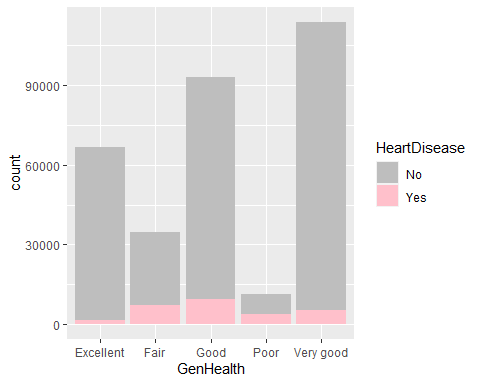 90000
60000
30000
0
count
Excellent Fair Good Poor Very good
GenHealth
HeartDisease
No
Yes